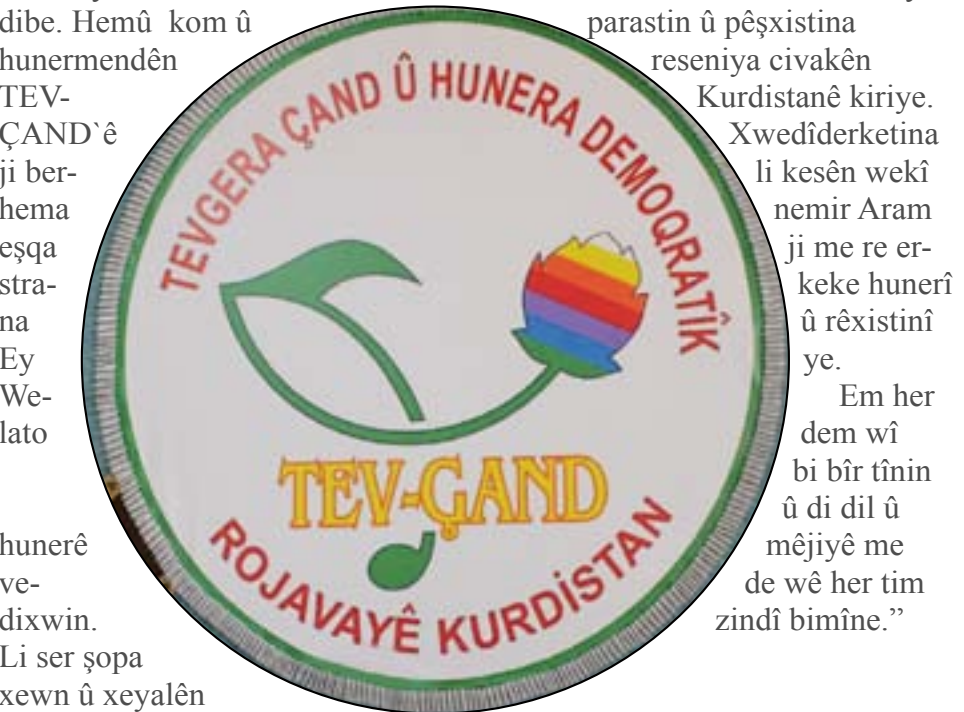 dibe. Hemû kom û
hunermendên
TEV-
ÇAND`ê
ji ber-
hema
eşqa
stra-
na
Ey
We-
lato
hunerê
ve-
dixwin.
Li ser şopa
xewn û xeyalên
TEVGERA ÇAND Û HUNERA DEMOQRATÎK
TEV-ÇAND
ROJAVAYÊ KURDİSTAN
parastin û pêşxistina
reseniya civakên
Kurdistanê kiriye.
Xwedîderketina
li kesên wekî
nemir Aram
ji me re er-
keke hunerî
û rêxistinî
ye.
Em her
dem wî
bi bîr tînin
û di dil û
mêjiyê me
de wê her tim
zindî bimîne.”